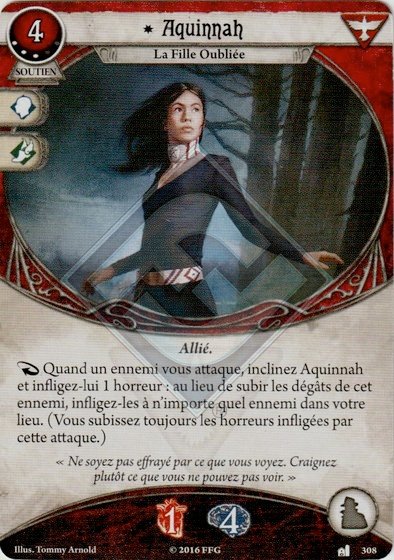 4
* Aquinnah
SOUTIEN
La Fille Oubliée
Allié.
Quand un ennemi vous attaque, inclinez Aquinnah
et infligez-lui 1 horreur : au lieu de subir les dégâts de cet
ennemi, infligez-les à n'importe quel ennemi dans votre
lieu. (Vous subissez toujours les horreurs infligées par
cette attaque.)
« Ne soyez pas effrayé par ce que vous voyez. Craignez
plutôt ce que vous ne pouvez pas voir. »
1
4
Illus. Tommy Arnold
© 2016 FFG
308